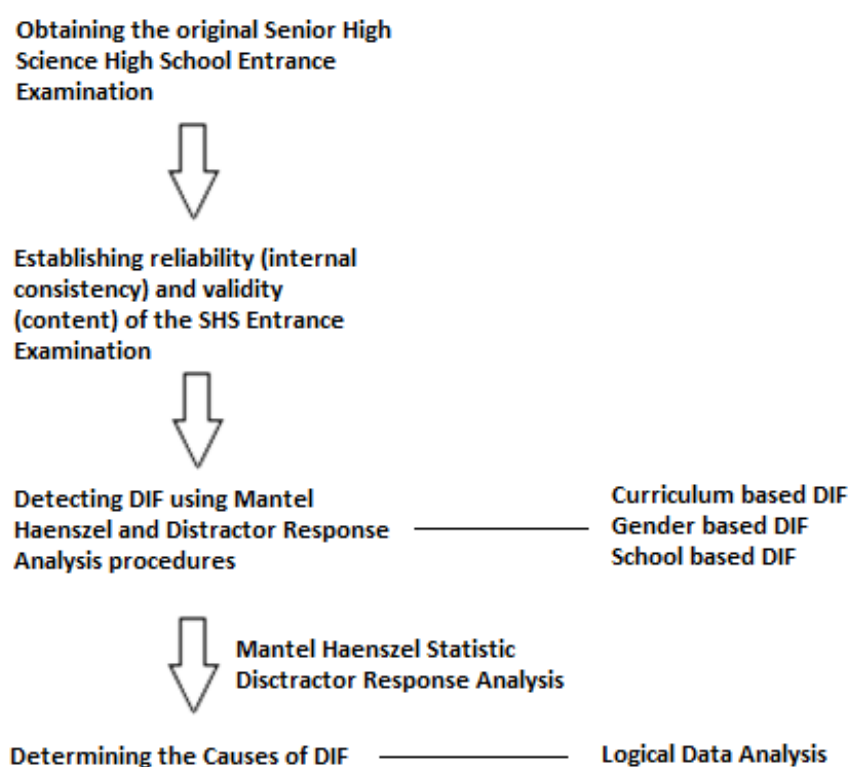 Obtaining the original Senior High
Science High School Entrance
Examination
Establishing reliability (internal
consistency) and validity
(content) of the SHS Entrance
Examination
Detecting DIF using Mantel
Haenszel and Distractor Response
Analysis procedures
Curriculum based DIF
Gender based DIF
School based DIF
Mantel Haenszel Statistic
Disctractor Response Analysis
Determining the Causes of DIF
Logical Data Analysis